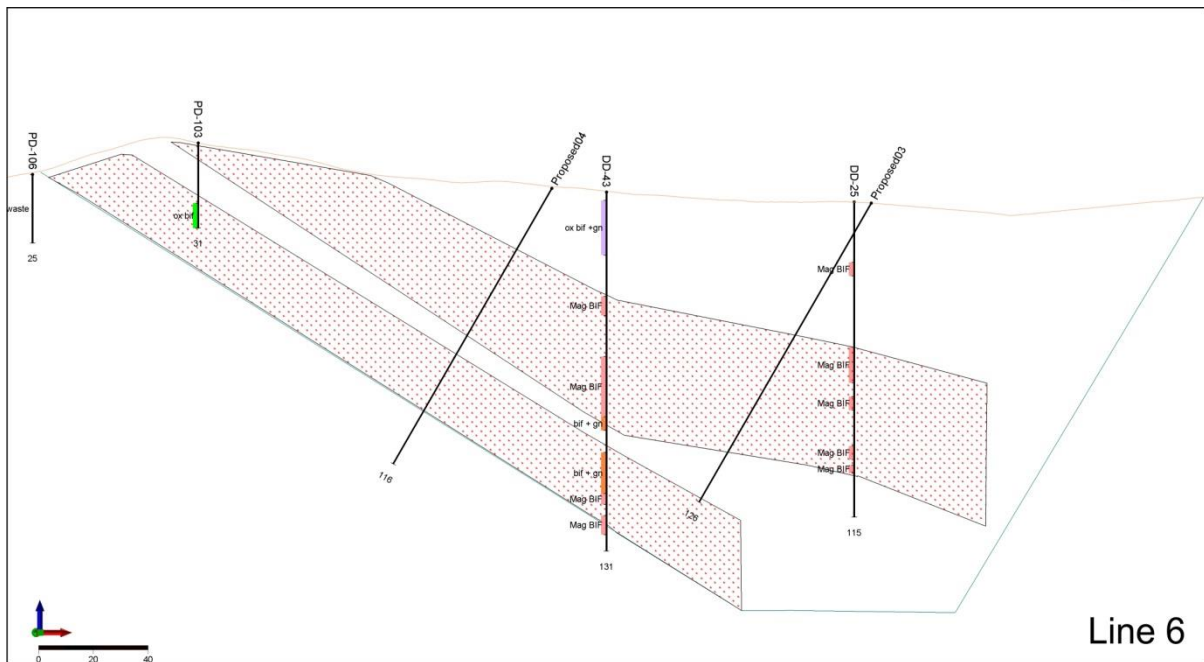 PD-106
PD-103
Proposed04
DD-43
DD-25
Proposed03
waste
ox bif
ox bif +gn
25
31
Mag BIF
Mag BIF
Mag BIF
Mag BIF
Mag BIF
bif + gn
Mag BIF
Mag BIF
bif + gn
116
Mag BIF
126
Mag BIF
115
131
Line 6
0
20
40